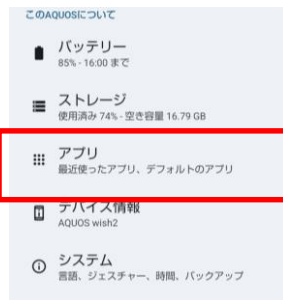 このAQUOSについて
バッテリー
85% - 16:00 まで
ストレージ
使用済み 74% - 空き容量 16.79 GB
アプリ
最近使ったアプリ、デフォルトのアプリ
デバイス情報
AQUOS wish2
システム
言語、ジェスチャー、時間、バックアップ